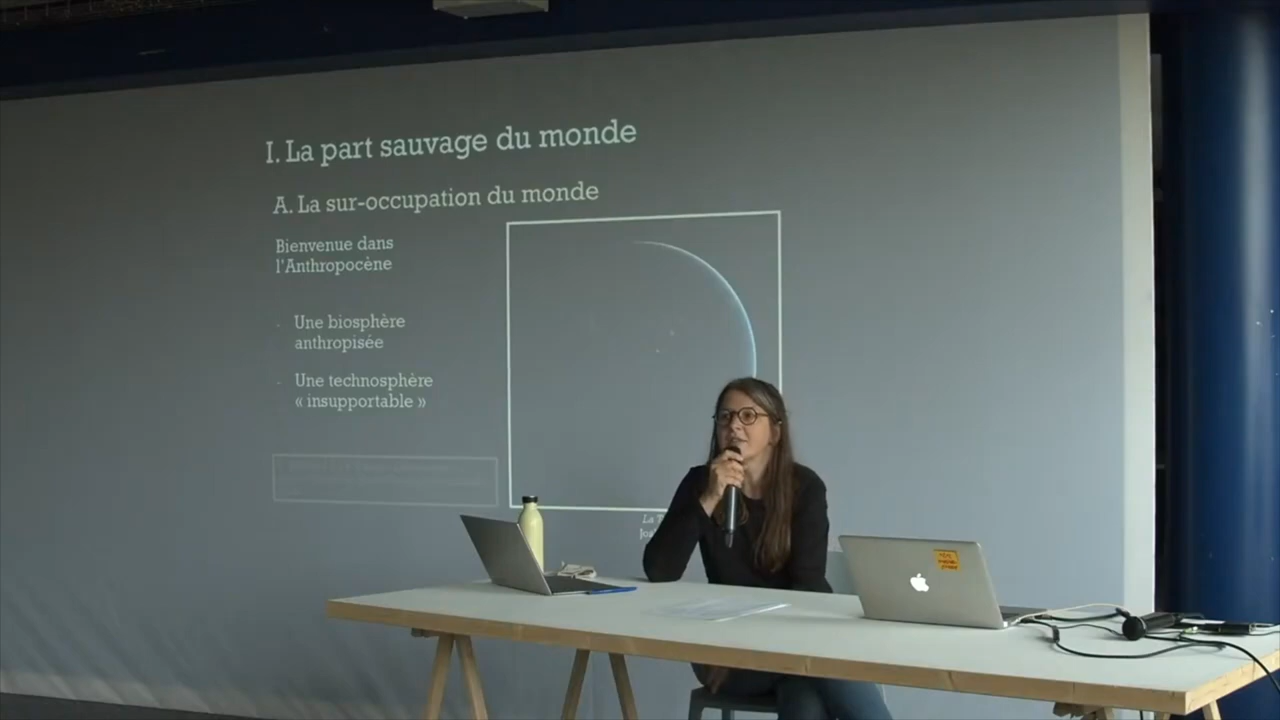 I. La part sauvage du monde
A. La sur-occupation du monde
Bienvenue dans
l'Anthropocène
- Une biosphère
anthropisée
- Une technosphère
« insupportable »
La